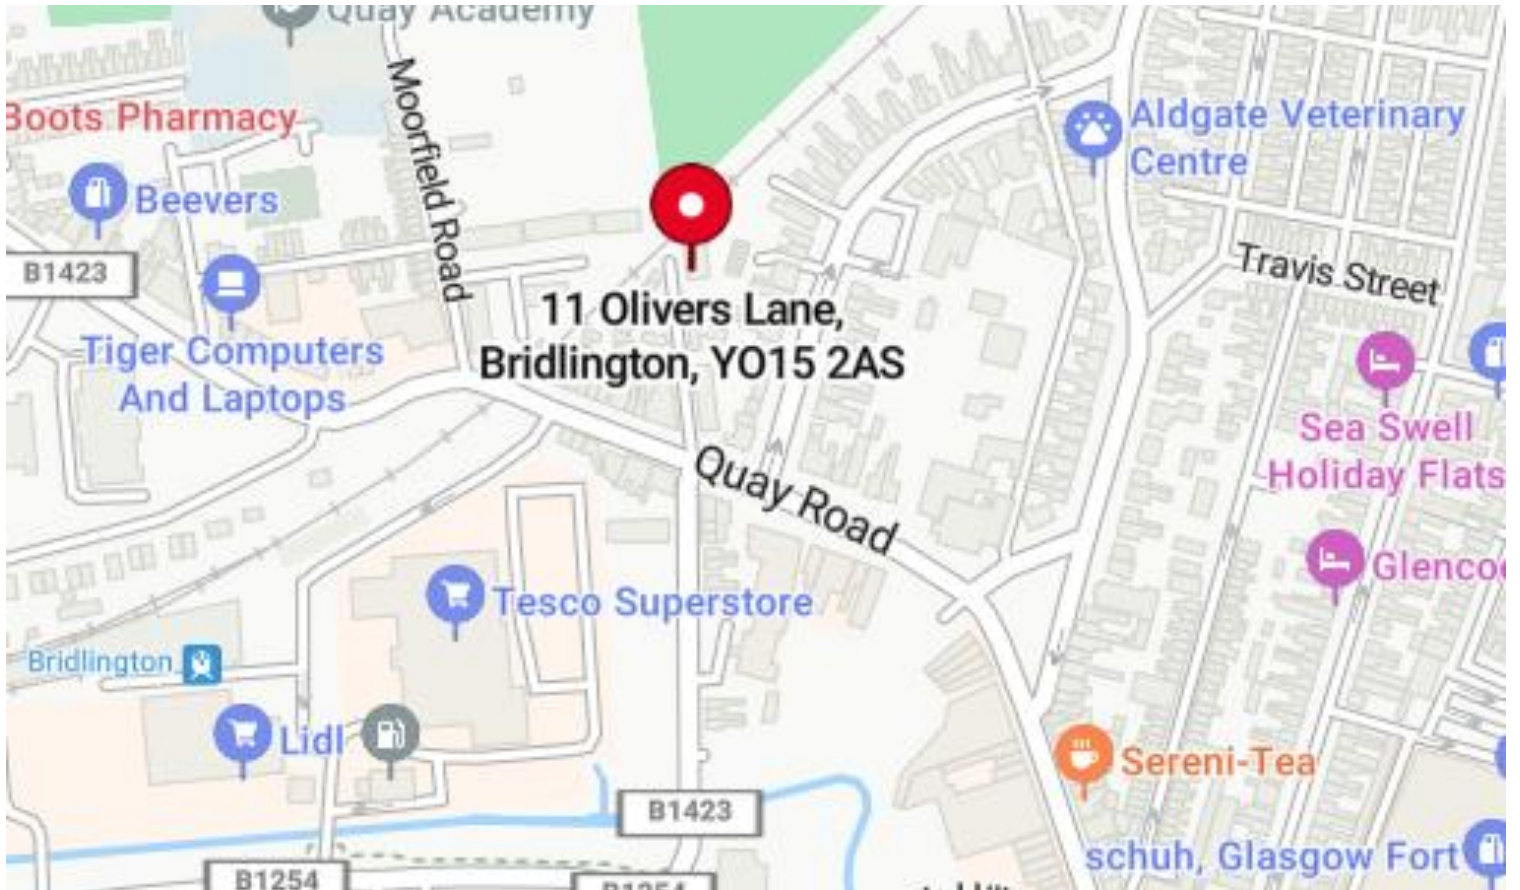 Quay Academy
Moorfield Road
Boots Pharmacy
Aldgate Veterinary
Centre
Beevers
B1423
Travis Street
11 Olivers Lane,
Bridlington, YO15 2AS
Tiger Computers
And Laptops
Sea Swell
Holiday Flats
Quay Road
Glencoe
Tesco Superstore
Bridlington
Lidl
Sereni-Tea
B1423
schuh, Glasgow Fort
B1254
B1254